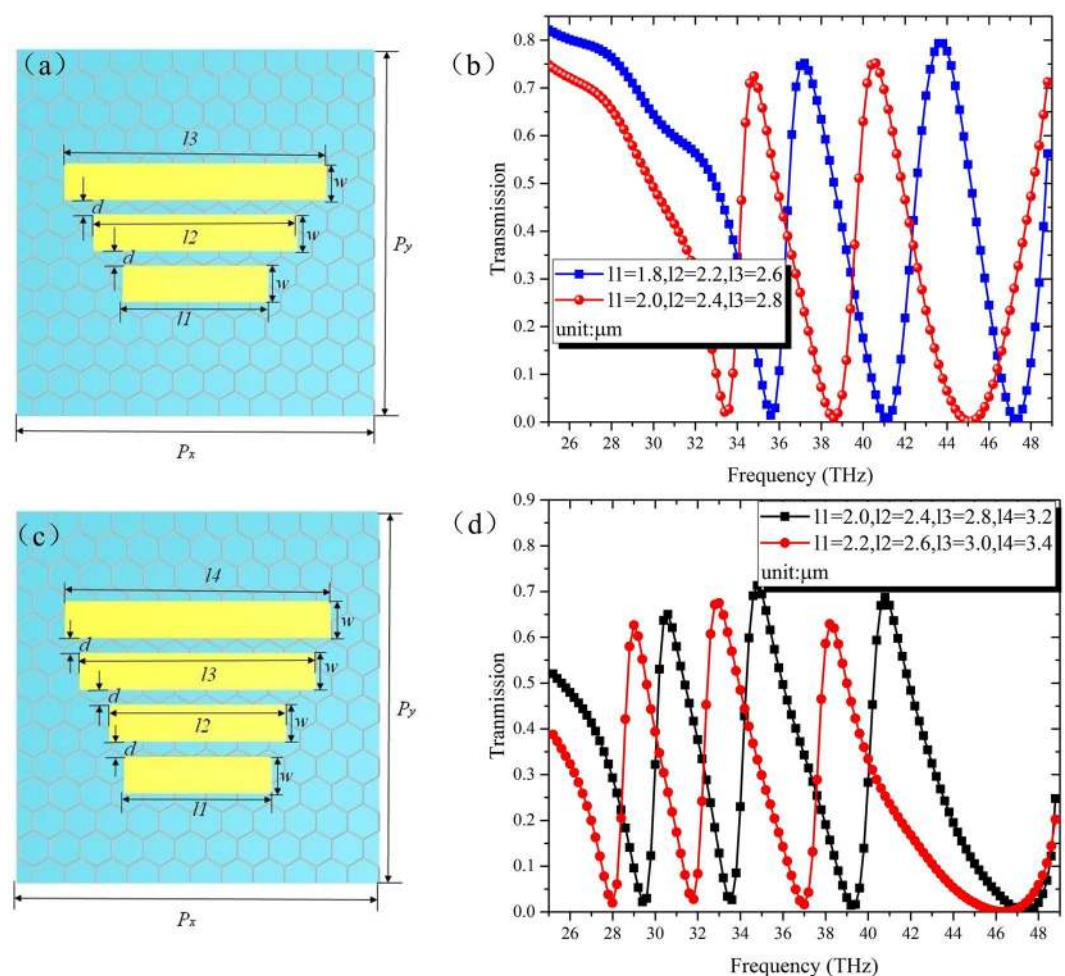 (a)
l3
w
d
l2
w
d
w
l1
Py
Px
(b)
Transmission
0.8
0.7
0.6
0.5
0.4
0.3
0.2
0.1
0.0
l1=1.8,l2=2.2,l3=2.6
l1=2.0,l2=2.4,l3=2.8
unit:μm
26 28 30 32 34 36 38 40 42 44 46 48
Frequency (THz)
(c)
l4
w
d
l3
w
d
l2
w
d
w
l1
Py
Px
(d)
Tranmission
0.9
0.8
0.7
0.6
0.5
0.4
0.3
0.2
0.1
0.0
l1=2.0,l2=2.4,l3=2.8,l4=3.2
l1=2.2,l2=2.6,l3=3.0,l4=3.4
unit:μm
26 28 30 32 34 36 38 40 42 44 46 48
Frequency (THz)